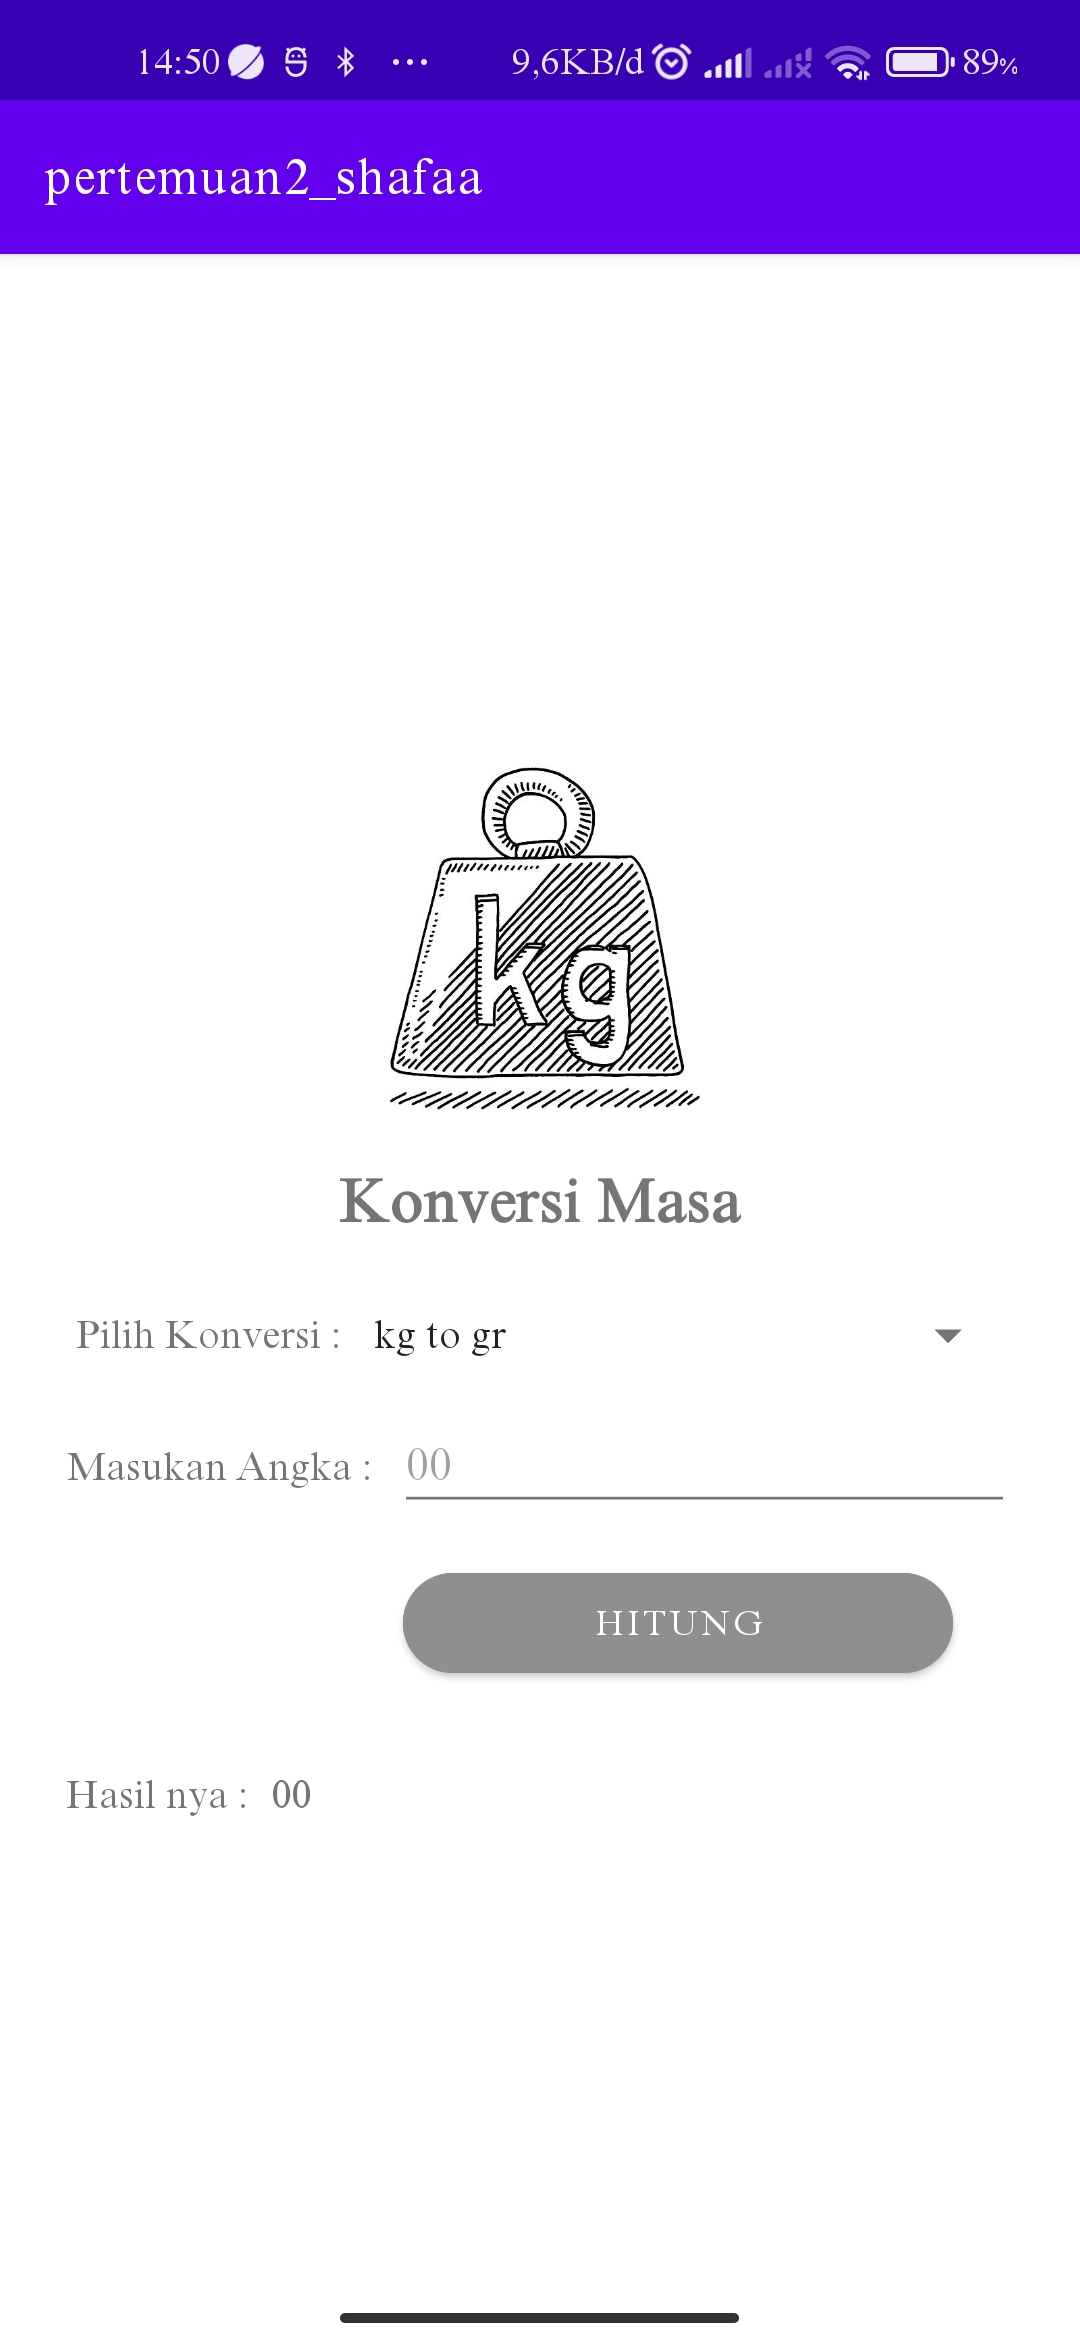 14:50 ... 9,6KB/d 89%
pertemuan2_shafaa
kg
Konversi Masa
Pilih Konversi : kg to gr
Masukan Angka : 00
HITUNG
Hasil nya : 00